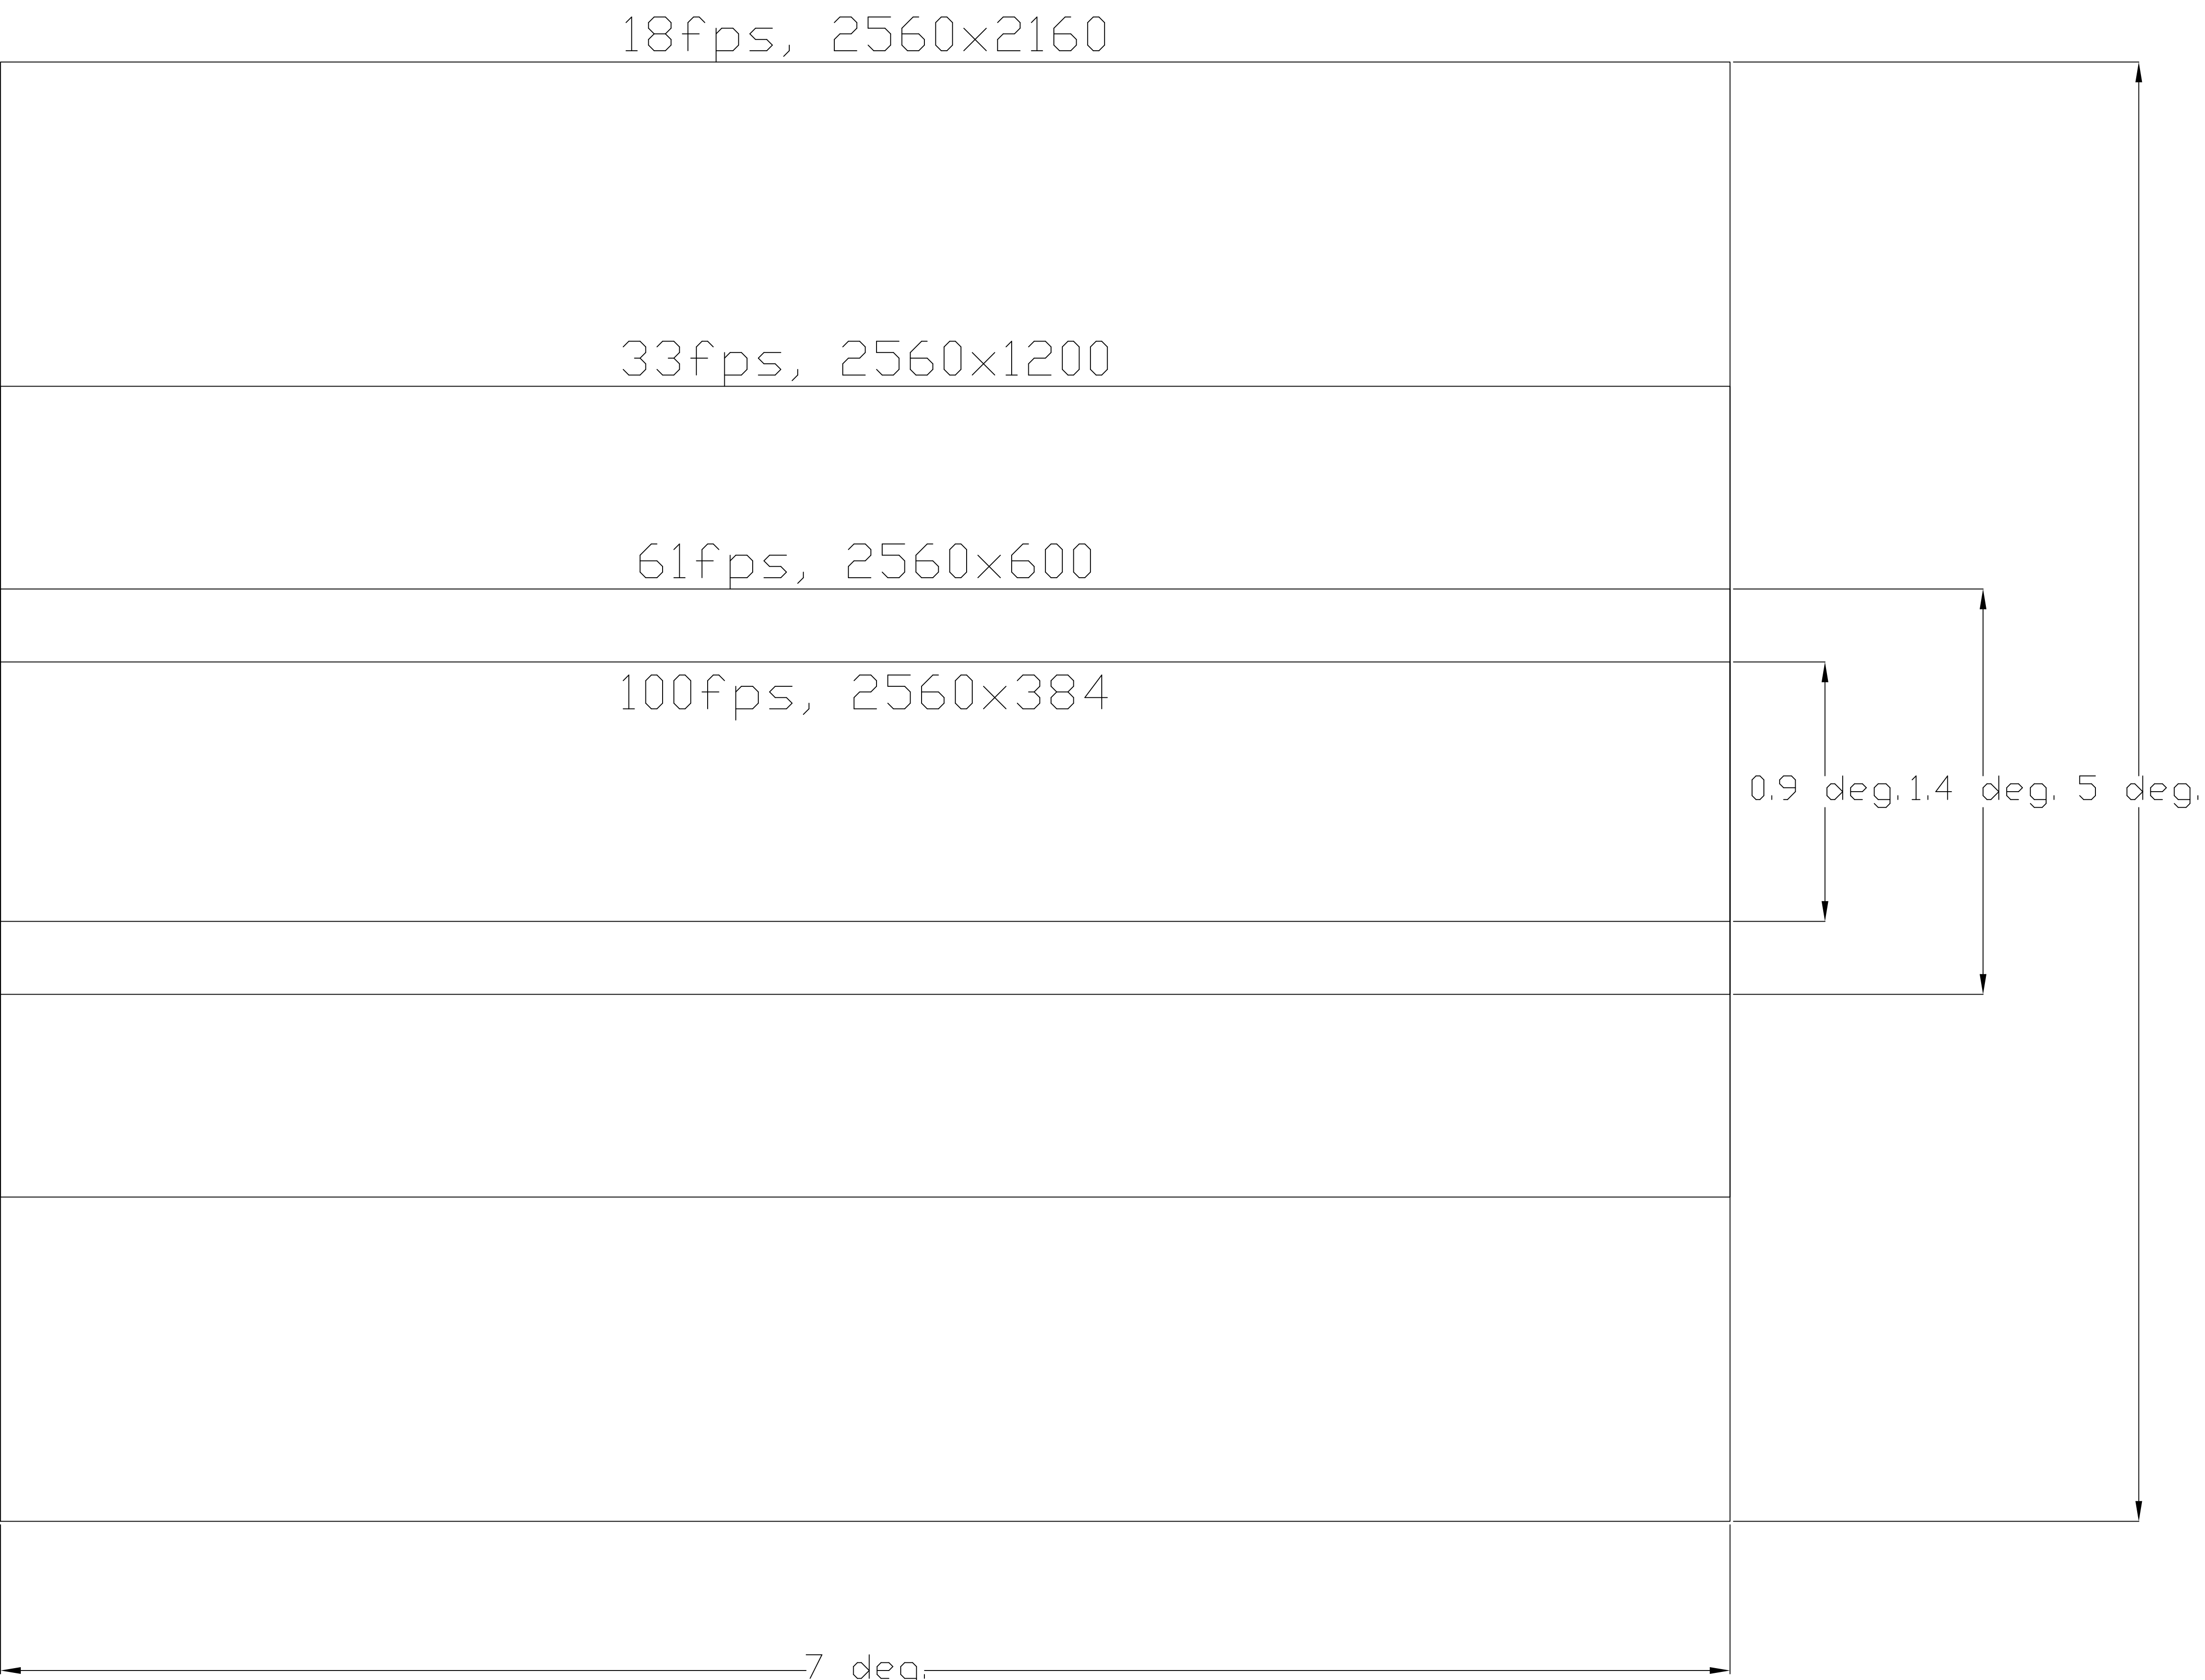 18fps, 2560x2160
33fps, 2560x1200
61fps, 2560x600
100fps, 2560x384
0.9 deg. 1.4 deg. 5 deg.
7 deg.